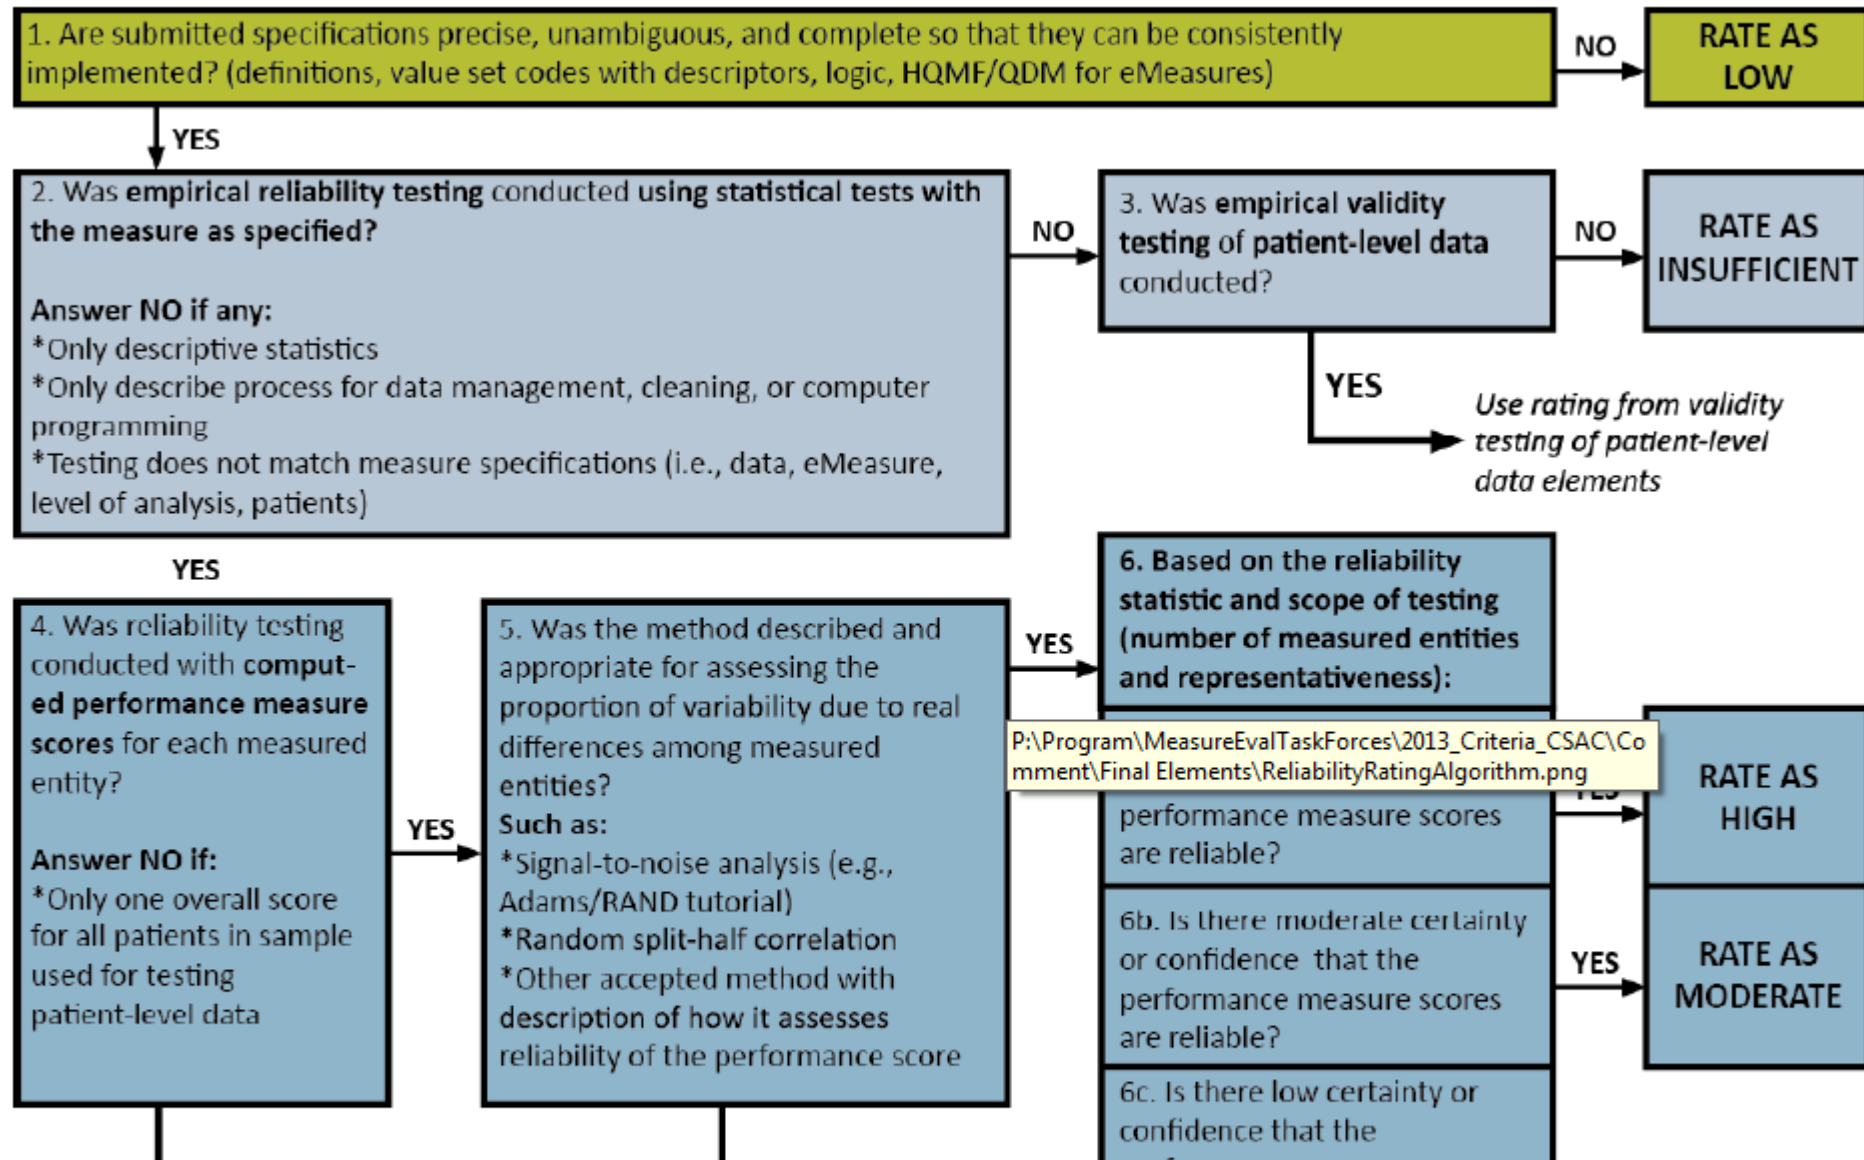 1. Are submitted specifications precise, unambiguous, and complete so that they can be consistently
implemented? (definitions, value set codes with descriptors, logic, HQMF/QDM for eMeasures)
NO
RATE AS
LOW
YES
2. Was empirical reliability testing conducted using statistical tests with
the measure as specified?
Answer NO if any:
*Only descriptive statistics
*Only describe process for data management, cleaning, or computer
programming
*Testing does not match measure specifications (i.e., data, eMeasure,
level of analysis, patients)
NO
3. Was empirical validity
testing of patient-level data
conducted?
NO
RATE AS
INSUFFICIENT
YES
Use rating from validity
testing of patient-level
data elements
YES
4. Was reliability testing
conducted with comput-
ed performance measure
scores for each measured
entity?
Answer NO if:
*Only one overall score
for all patients in sample
used for testing
patient-level data
YES
5. Was the method described and
appropriate for assessing the
proportion of variability due to real
differences among measured
entities?
Such as:
*Signal-to-noise analysis (e.g.,
Adams/RAND tutorial)
*Random split-half correlation
*Other accepted method with
description of how it assesses
reliability of the performance score
YES
6. Based on the reliability
statistic and scope of testing
(number of measured entities
and representativeness):
P:\Program\MeasureEvalTaskForces\2013_Criteria_CSAC\Co
mment\Final Elements\ReliabilityRatingAlgorithm.png
performance measure scores
are reliable?
YES
RATE AS
HIGH
6b. Is there moderate certainty
or confidence that the
performance measure scores
are reliable?
YES
RATE AS
MODERATE
6c. Is there low certainty or
confidence that the